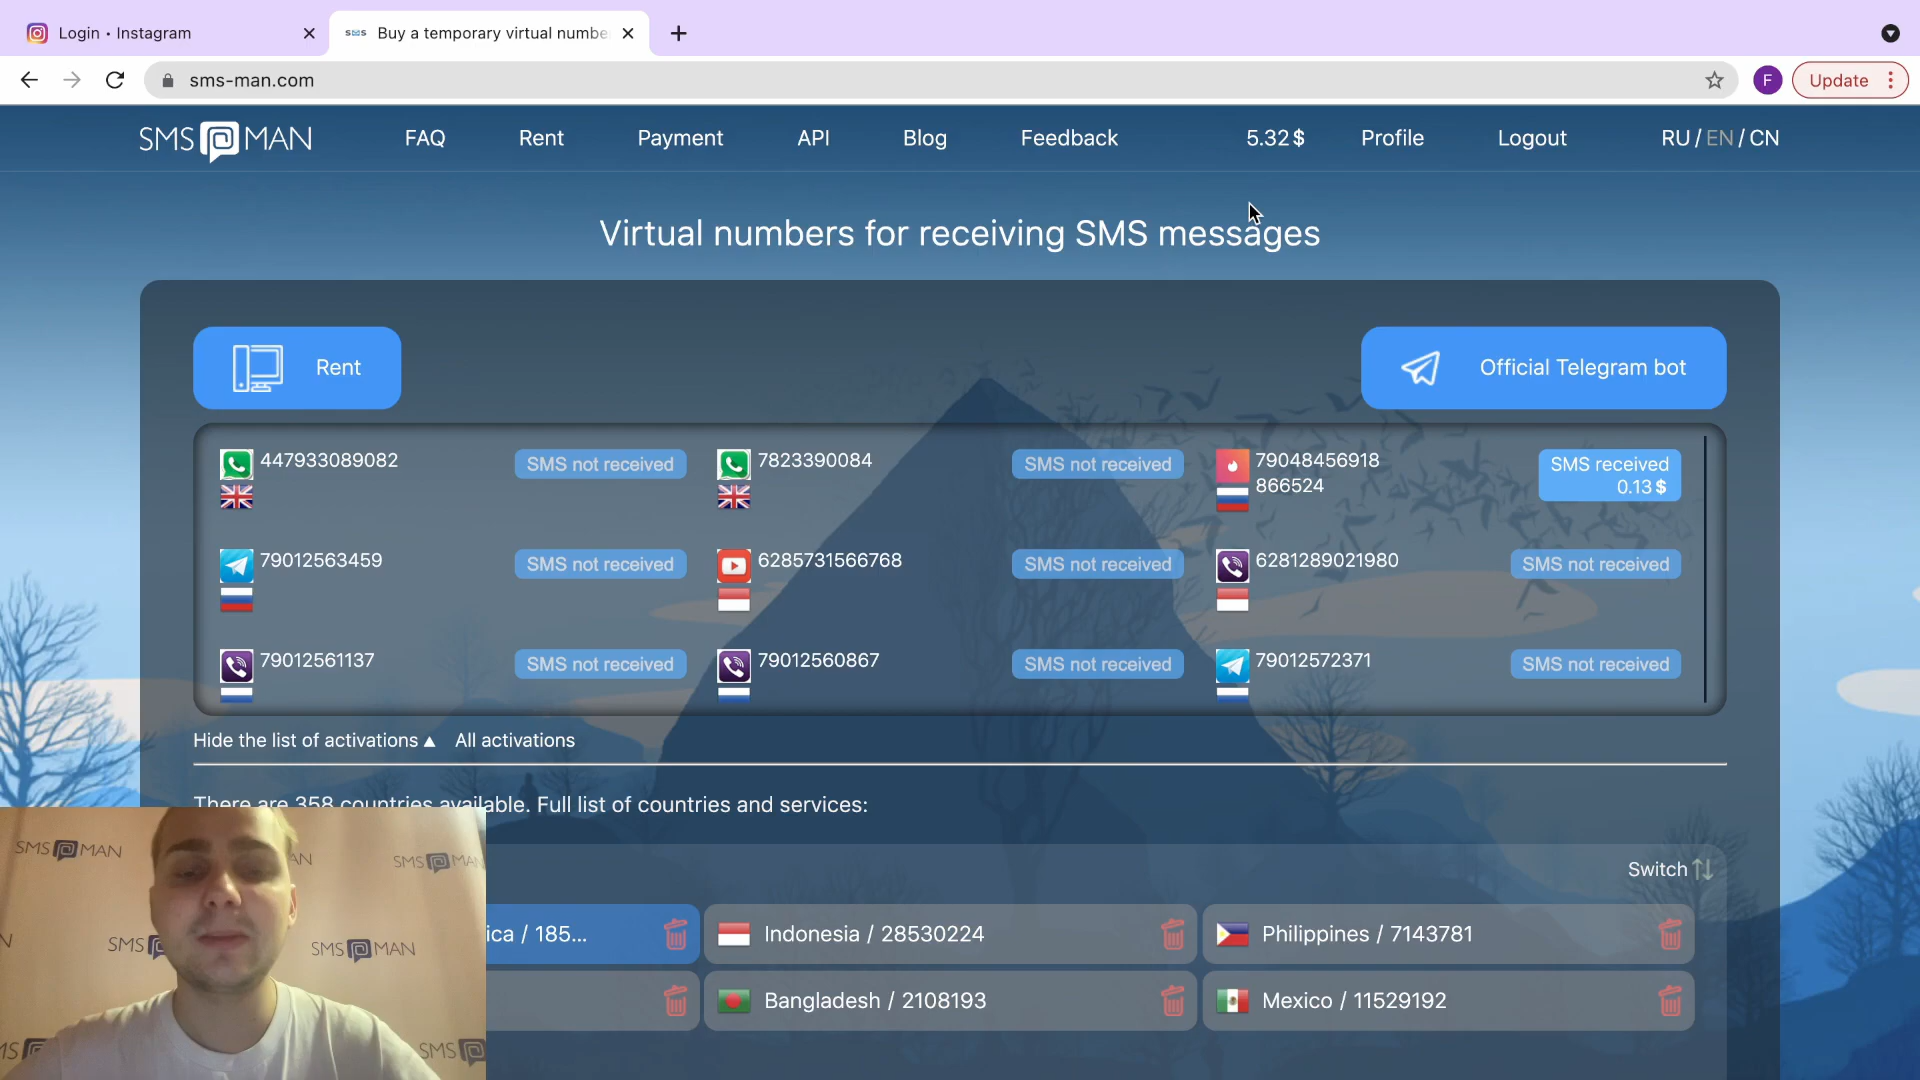 Login • Instagram
SMS Buy a temporary virtual numbe
sms-man.com
F
Update
SMS MAN
FAQ
Rent
Payment
API
Blog
Feedback
5.32 $
Profile
Logout
RU / EN / CN
Virtual numbers for receiving SMS messages
Rent
Official Telegram bot
447933089082
SMS not received
7823390084
SMS not received
79048456918
866524
SMS received
0.13 $
79012563459
SMS not received
6285731566768
SMS not received
6281289021980
SMS not received
79012561137
SMS not received
79012560867
SMS not received
79012572371
SMS not received
Hide the list of activations ▲
All activations
There are 358 countries available. Full list of countries and services:
Switch
ica / 185...
Indonesia / 28530224
Philippines / 7143781
Bangladesh / 2108193
Mexico / 11529192
SMS MAN
AN
SMS MAN
SMS
SMS MAN
SMS